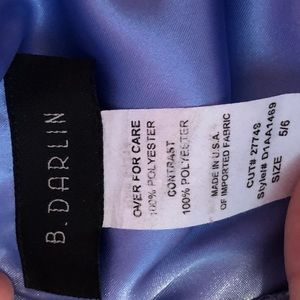 B. DARLIN
OVER FOR CARE
100% POLYESTER
CONTRAST
100% POLYESTER
MADE IN U.S.A.
OF IMPORTED FABRIC
CUT# 27748
Style# D1AA1469
SIZE 5/6